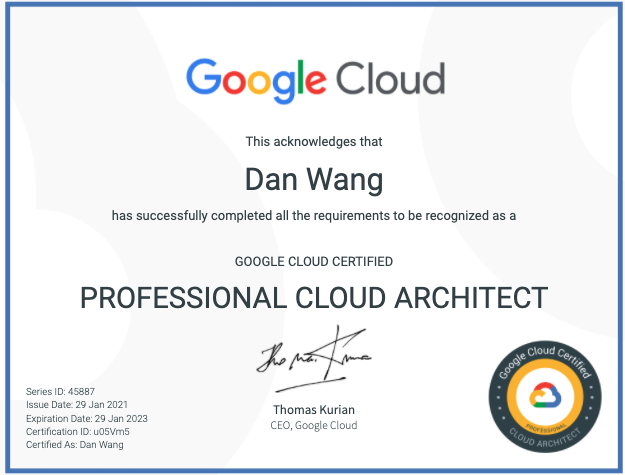 Google Cloud
This acknowledges that
Dan Wang
has successfully completed all the requirements to be recognized as a
GOOGLE CLOUD CERTIFIED
PROFESSIONAL CLOUD ARCHITECT
Thomas Kurian
CEO, Google Cloud
Series ID: 45887
Issue Date: 29 Jan 2021
Expiration Date: 29 Jan 2023
Certification ID: u05Vm5
Certified As: Dan Wang
Google Cloud Certified
PROFESSIONAL
CLOUD ARCHITECT